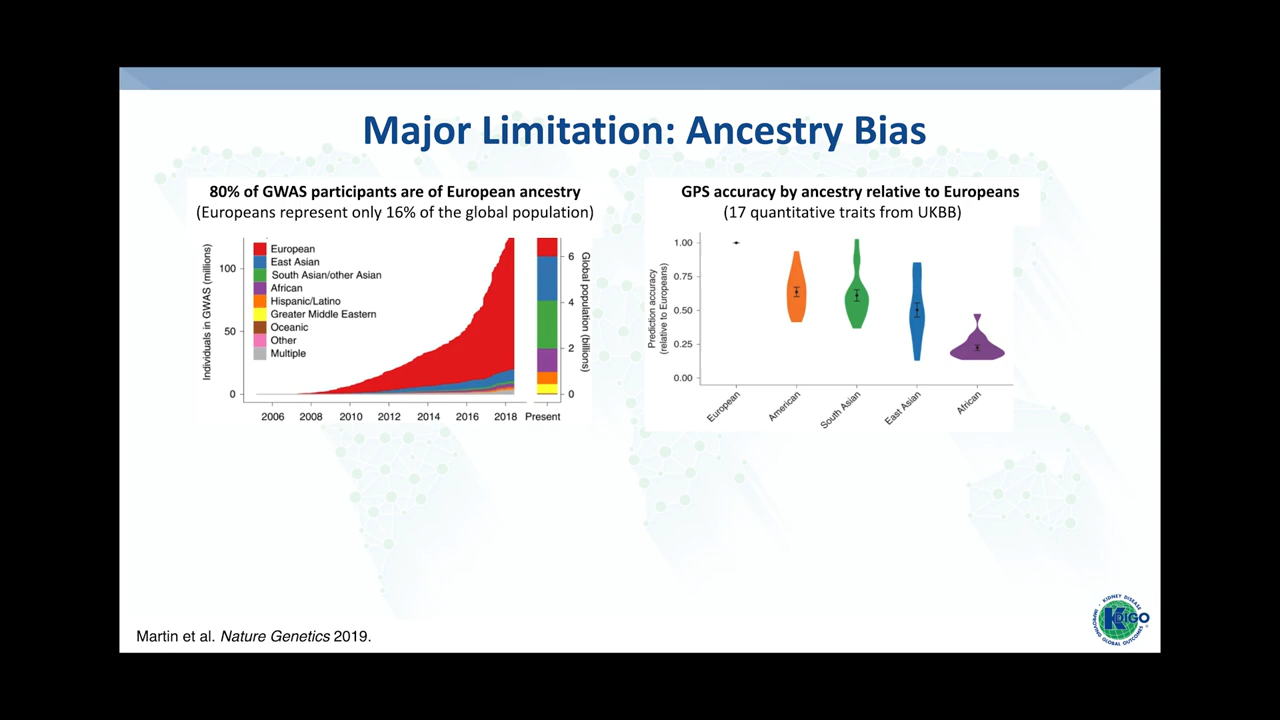 Major Limitation: Ancestry Bias
80% of GWAS participants are of European ancestry
(Europeans represent only 16% of the global population)
Individuals in GWAS (millions)
100
50
0
European
East Asian
South Asian/other Asian
African
Hispanic/Latino
Greater Middle Eastern
Oceanic
Other
Multiple
2006 2008 2010 2012 2014 2016 2018 Present
6
4
2
0
Global population (billions)
GPS accuracy by ancestry relative to Europeans
(17 quantitative traits from UKBB)
Prediction accuracy
(relative to Europeans)
1.00
0.75
0.50
0.25
0.00
European
American
South Asian
East Asian
African
Martin et al. Nature Genetics 2019.
KIDNEY DISEASE
KDIGO
IMPROVING GLOBAL OUTCOMES